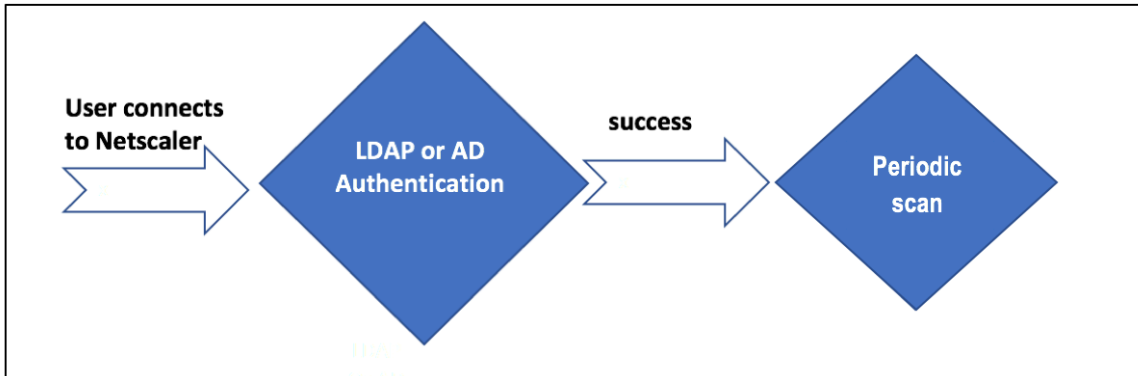 User connects
to Netscaler
LDAP or AD
Authentication
success
Periodic
scan